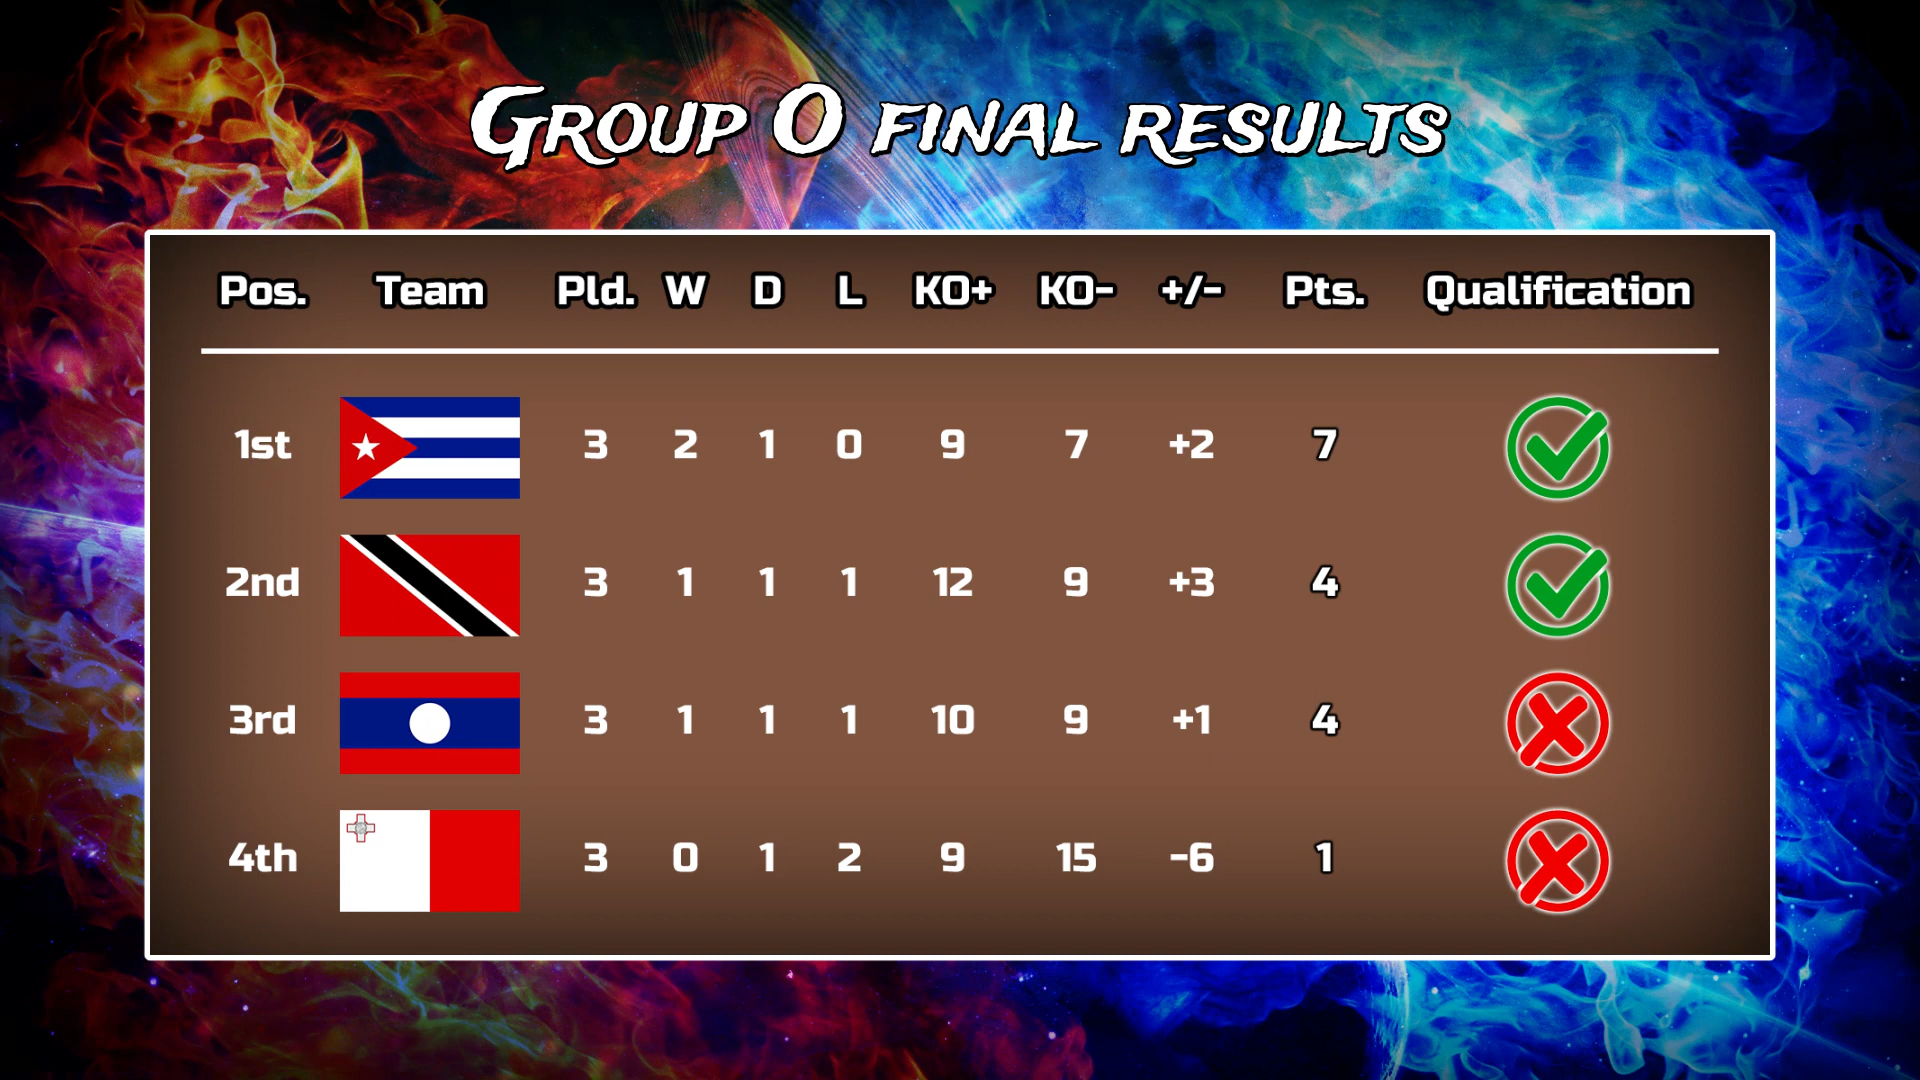 Group O final results
Pos. Team Pld. W D L KO+ KO- +/- Pts. Qualification
1st 3 2 1 0 9 7 +2 7
2nd 3 1 1 1 12 9 +3 4
3rd 3 1 1 1 10 9 +1 4
4th 3 0 1 2 9 15 -6 1